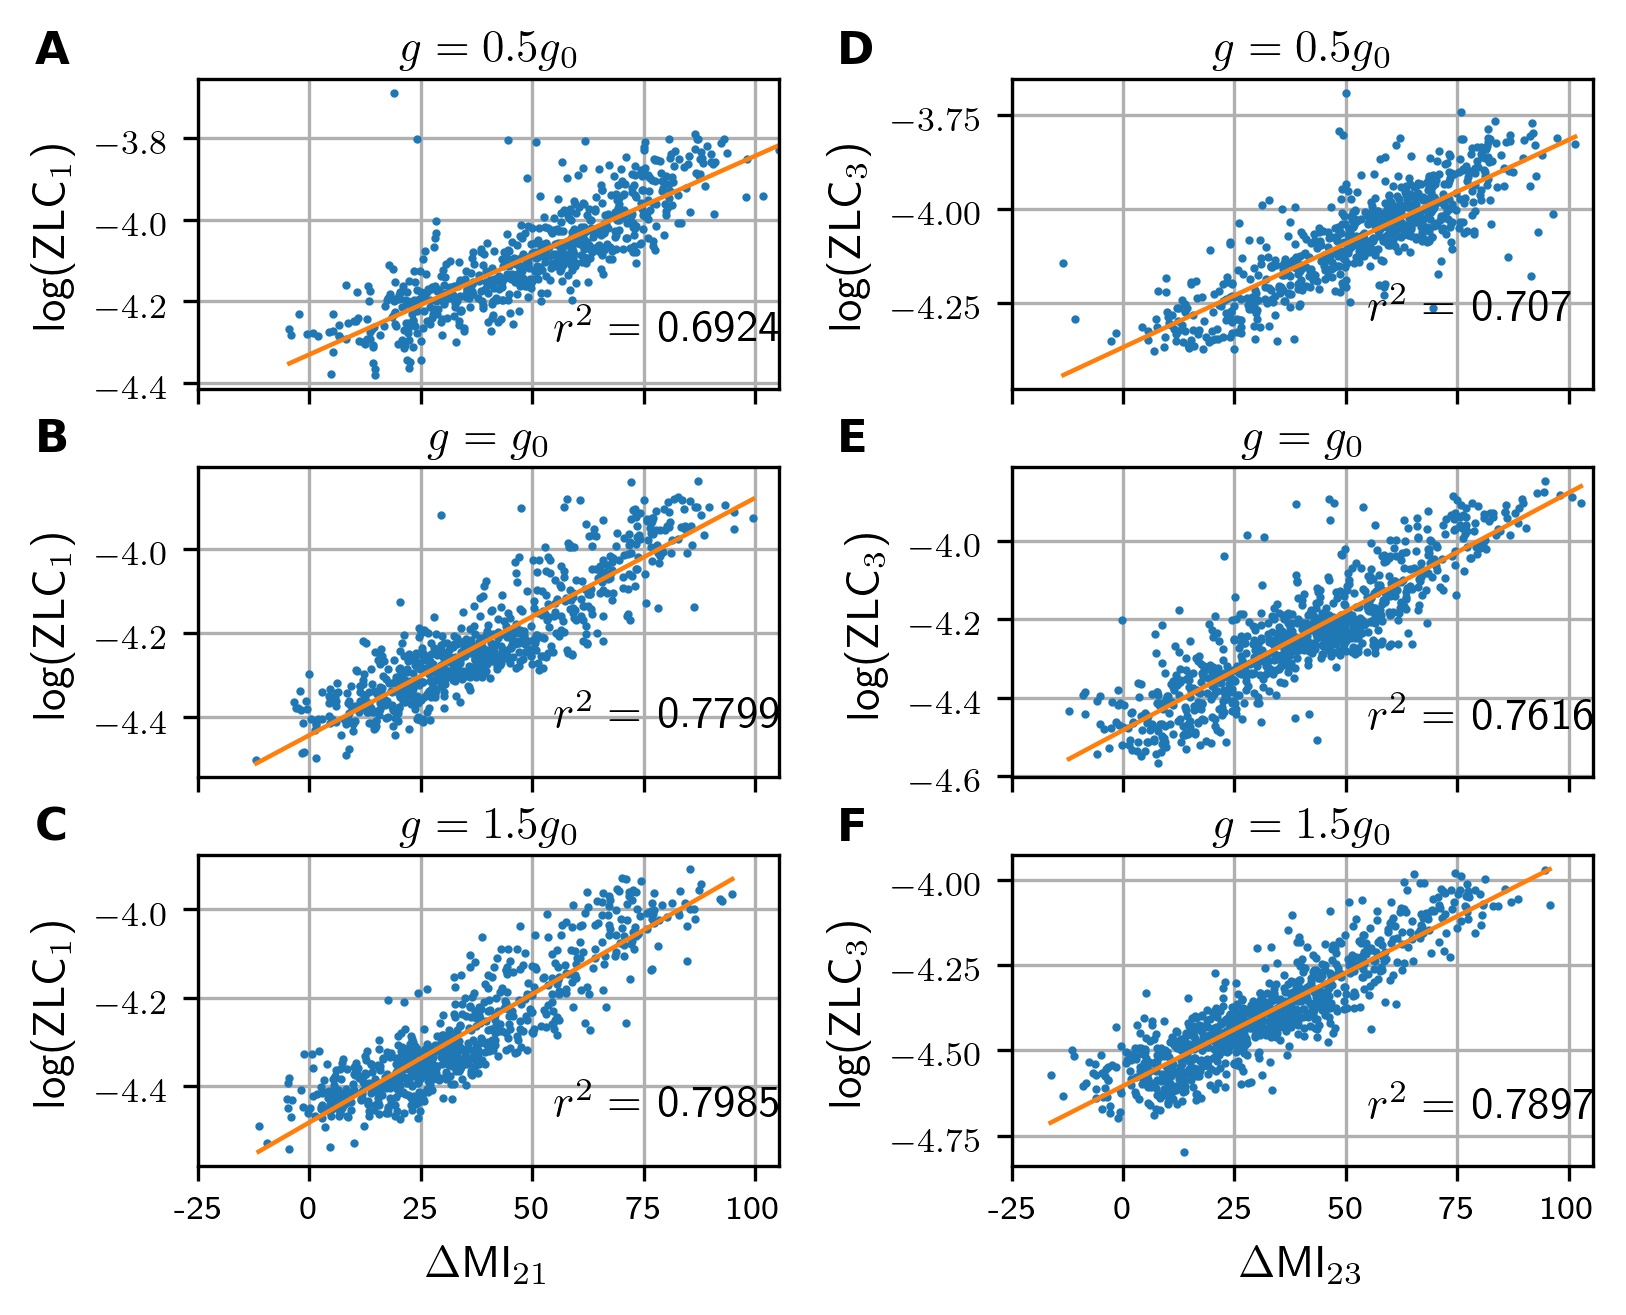 A
g = 0.5g₀
log(ZLC₁)
−3.8
−4.0
−4.2
−4.4
r² = 0.6924
D
g = 0.5g₀
log(ZLC₃)
−3.75
−4.00
−4.25
r² = 0.707
B
g = g₀
log(ZLC₁)
−4.0
−4.2
−4.4
r² = 0.7799
E
g = g₀
log(ZLC₃)
−4.0
−4.2
−4.4
−4.6
r² = 0.7616
C
g = 1.5g₀
log(ZLC₁)
−4.0
−4.2
−4.4
r² = 0.7985
-25 0 25 50 75 100
ΔMI₂₁
F
g = 1.5g₀
log(ZLC₃)
−4.00
−4.25
−4.50
−4.75
r² = 0.7897
-25 0 25 50 75 100
ΔMI₂₃